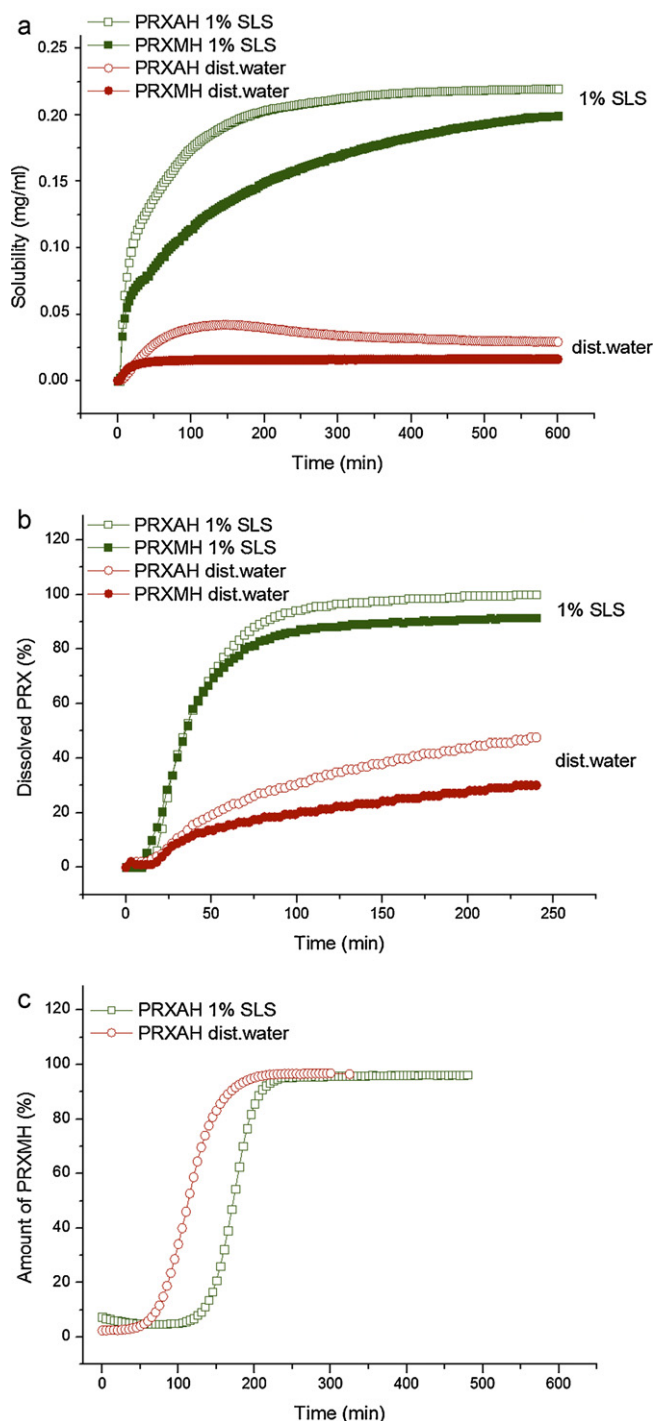 a
PRXAH 1% SLS
PRXMH 1% SLS
PRXAH dist.water
PRXMH dist.water
0.25
0.20
0.15
0.10
0.05
0.00
Solubility (mg/ml)
1% SLS
dist.water
0 100 200 300 400 500 600
Time (min)
b
PRXAH 1% SLS
PRXMH 1% SLS
PRXAH dist.water
PRXMH dist.water
120
100
80
60
40
20
0
Dissolved PRX (%)
1% SLS
dist.water
0 50 100 150 200 250
Time (min)
c
PRXAH 1% SLS
PRXAH dist.water
120
100
80
60
40
20
0
Amount of PRXMH (%)
0 100 200 300 400 500 600
Time (min)